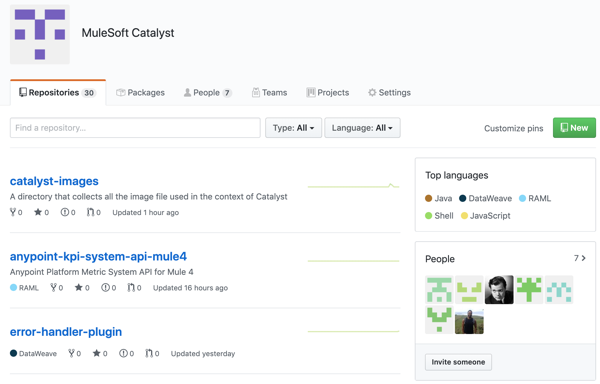 MuleSoft Catalyst
Repositories 30 Packages People 7 Teams Projects Settings
Find a repository... Type: All Language: All Customize pins New
catalyst-images
A directory that collects all the image file used in the context of Catalyst
0 0 0 0 Updated 1 hour ago
anypoint-kpi-system-api-mule4
Anypoint Platform Metric System API for Mule 4
RAML 0 0 0 0 Updated 16 hours ago
error-handler-plugin
DataWeave 0 0 0 0 Updated yesterday
Top languages
Java DataWeave RAML
Shell JavaScript
People 7 >
Invite someone